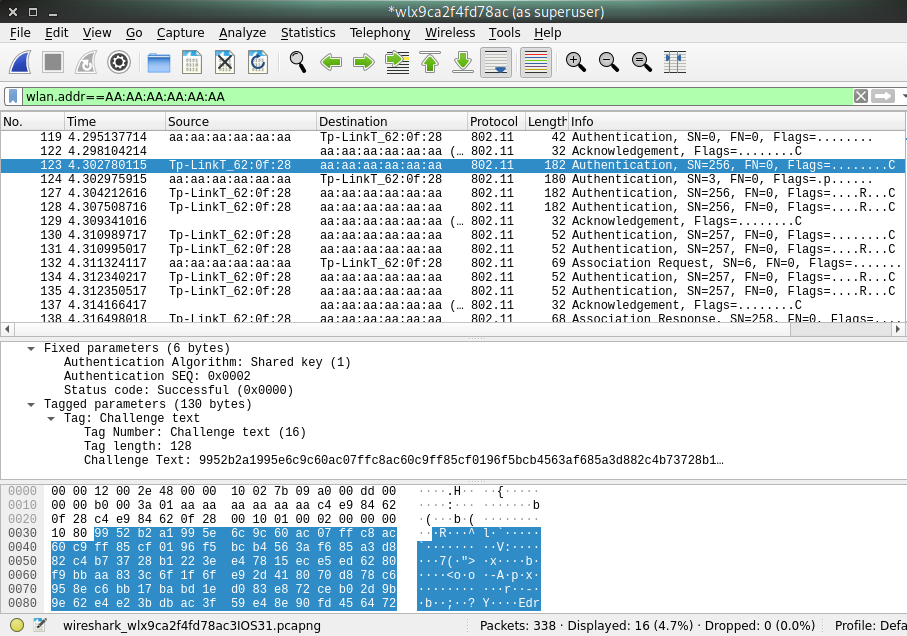 *wlx9ca2f4fd78ac (as superuser)
File Edit View Go Capture Analyze Statistics Telephony Wireless Tools Help
wlan.addr==AA:AA:AA:AA:AA:AA
No. Time Source Destination Protocol Length Info
119 4.295137714 aa:aa:aa:aa:aa:aa Tp-LinkT_62:0f:28 802.11 42 Authentication, SN=0, FN=0, Flags=........
122 4.298104214 aa:aa:aa:aa:aa:aa (… 802.11 32 Acknowledgement, Flags=........C
123 4.302780115 Tp-LinkT_62:0f:28 aa:aa:aa:aa:aa:aa 802.11 182 Authentication, SN=256, FN=0, Flags=........C
124 4.302975915 aa:aa:aa:aa:aa:aa Tp-LinkT_62:0f:28 802.11 180 Authentication, SN=3, FN=0, Flags=.p......
127 4.304212616 Tp-LinkT_62:0f:28 aa:aa:aa:aa:aa:aa 802.11 182 Authentication, SN=256, FN=0, Flags=....R...C
128 4.307508716 Tp-LinkT_62:0f:28 aa:aa:aa:aa:aa:aa 802.11 182 Authentication, SN=256, FN=0, Flags=....R...C
129 4.309341016 aa:aa:aa:aa:aa:aa (… 802.11 32 Acknowledgement, Flags=........C
130 4.310989717 Tp-LinkT_62:0f:28 aa:aa:aa:aa:aa:aa 802.11 52 Authentication, SN=257, FN=0, Flags=........C
131 4.310995017 Tp-LinkT_62:0f:28 aa:aa:aa:aa:aa:aa 802.11 52 Authentication, SN=257, FN=0, Flags=....R...C
132 4.311324117 aa:aa:aa:aa:aa:aa Tp-LinkT_62:0f:28 802.11 69 Association Request, SN=6, FN=0, Flags=.......
134 4.312340217 Tp-LinkT_62:0f:28 aa:aa:aa:aa:aa:aa 802.11 52 Authentication, SN=257, FN=0, Flags=....R...C
135 4.312350517 Tp-LinkT_62:0f:28 aa:aa:aa:aa:aa:aa 802.11 52 Authentication, SN=257, FN=0, Flags=....R...C
137 4.314166417 aa:aa:aa:aa:aa:aa (… 802.11 32 Acknowledgement, Flags=........C
138 4.316498018 Tp-LinkT_62:0f:28 aa:aa:aa:aa:aa:aa 802.11 68 Association Response, SN=258, FN=0, Flags=....
Fixed parameters (6 bytes)
Authentication Algorithm: Shared key (1)
Authentication SEQ: 0x0002
Status code: Successful (0x0000)
Tagged parameters (130 bytes)
Tag: Challenge text
Tag Number: Challenge text (16)
Tag length: 128
Challenge Text: 9952b2a1995e6c9c60ac07ffc8ac60c9ff85cf0196f5bcb4563af685a3d882c4b73728b1…
0000 00 00 12 00 2e 48 00 00 10 02 7b 09 a0 00 dd 00 ····.H·· ··{·····
0010 00 00 b0 00 3a 01 aa aa aa aa aa aa c4 e9 84 62 ····:··· ·······b
0020 0f 28 c4 e9 84 62 0f 28 00 10 01 00 02 00 00 00 ·(···b·( ········
0030 10 80 99 52 b2 a1 99 5e 6c 9c 60 ac 07 ff c8 ac ···R···^ l·`·····
0040 60 c9 ff 85 cf 01 96 f5 bc b4 56 3a f6 85 a3 d8 `······· ··V:····
0050 82 c4 b7 37 28 b1 22 3e e4 78 15 ec e5 ed 62 80 ···7(·"> ·x····b·
0060 f9 bb aa 83 3c 6f 1f 6f e9 2d 41 80 70 d8 78 c6 ····<o·o ·-A·p·x·
0070 95 8e c6 bb 17 ba bd 1e d0 83 e8 72 ce b0 2d 9b ········ ···r··-·
0080 9e 62 e4 e2 3b db ac 3f 59 e4 8e 90 fd 45 64 72 ·b··;··? Y····Edr
wireshark_wlx9ca2f4fd78ac3IOS31.pcapng Packets: 338 · Displayed: 16 (4.7%) · Dropped: 0 (0.0%) Profile: Defa